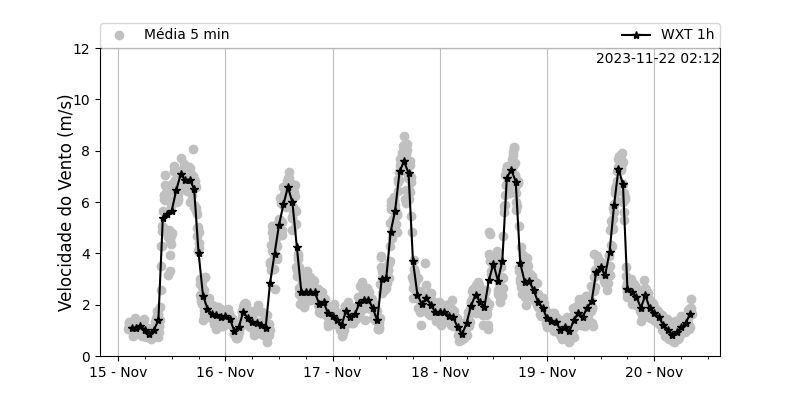 Média 5 min WXT 1h
2023-11-22 02:12
Velocidade do Vento (m/s)
12
10
8
6
4
2
0
15 - Nov 16 - Nov 17 - Nov 18 - Nov 19 - Nov 20 - Nov